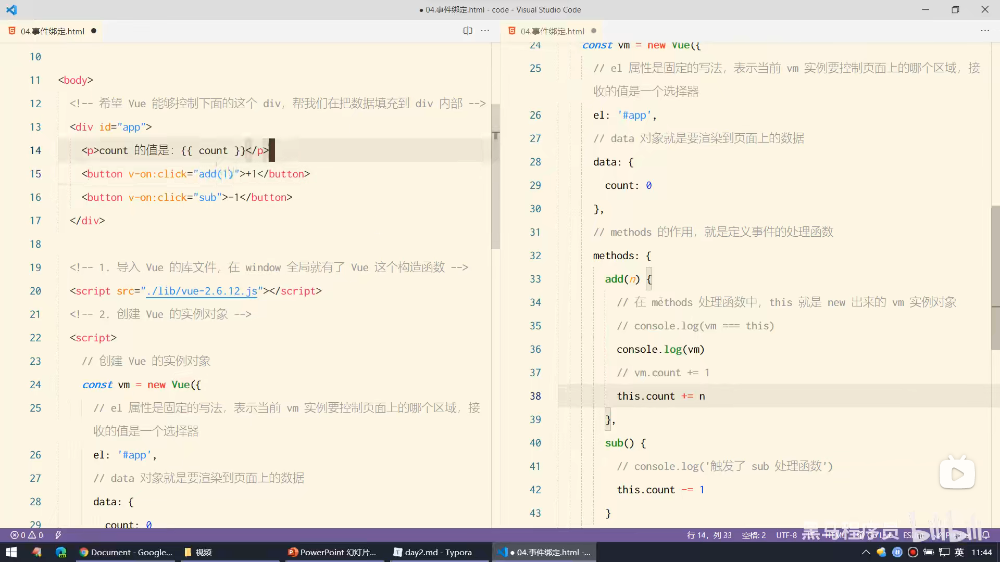 ● 04.事件绑定.html - code - Visual Studio Code
04.事件绑定.html ●
10
11 <body>
12 <!-- 希望 Vue 能够控制下面的这个 div，帮我们在把数据填充到 div 内部 -->
13 <div id="app">
14 <p>count 的值是：{{ count }}</p>
15 <button v-on:click="add(1)">+1</button>
16 <button v-on:click="sub">-1</button>
17 </div>
18
19 <!-- 1. 导入 Vue 的库文件，在 window 全局就有了 Vue 这个构造函数 -->
20 <script src="./lib/vue-2.6.12.js"></script>
21 <!-- 2. 创建 Vue 的实例对象 -->
22 <script>
23 // 创建 Vue 的实例对象
24 const vm = new Vue({
25 // el 属性是固定的写法，表示当前 vm 实例要控制页面上的哪个区域，接
收的值是一个选择器
26 el: '#app',
27 // data 对象就是要渲染到页面上的数据
28 data: {
29 count: 0
04.事件绑定.html ●
24 const vm = new Vue({
25 // el 属性是固定的写法，表示当前 vm 实例要控制页面上的哪个区域，接
收的值是一个选择器
26 el: '#app',
27 // data 对象就是要渲染到页面上的数据
28 data: {
29 count: 0
30 },
31 // methods 的作用，就是定义事件的处理函数
32 methods: {
33 add(n) {
34 // 在 methods 处理函数中，this 就是 new 出来的 vm 实例对象
35 // console.log(vm === this)
36 console.log(vm)
37 // vm.count += 1
38 this.count += n
39 },
40 sub() {
41 // console.log('触发了 sub 处理函数')
42 this.count -= 1
43 }
黑马程序员 bilibili
0 0 行 14，列 33 空格: 2 UTF-8 HTML Go Live
Document - Google... 视频 PowerPoint 幻灯片... day2.md - Typora ● 04.事件绑定.html -... 英 11:44